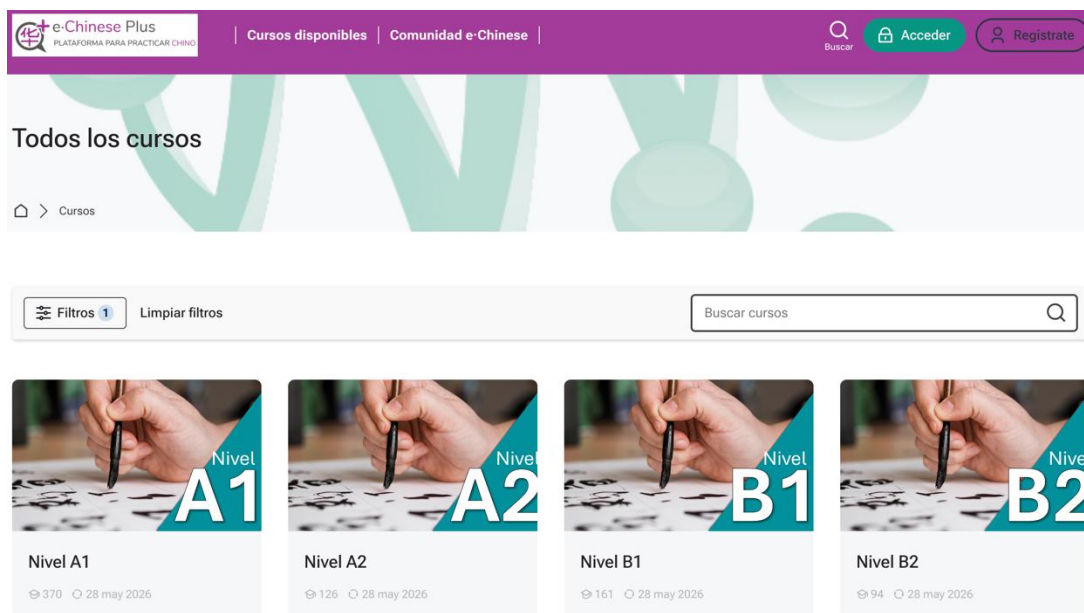 e·Chinese Plus
PLATAFORMA PARA PRACTICAR CHINO
Cursos disponibles
Comunidad e·Chinese
Buscar
Acceder
Registrate
Todos los cursos
Cursos
Filtros 1
Limpiar filtros
Buscar cursos
Nivel
A1
Nivel
A2
Nivel
B1
Nive
B2
Nivel A1
Nivel A2
Nivel B1
Nivel B2
370 28 may 2026
126 28 may 2026
161 28 may 2026
94 28 may 2026